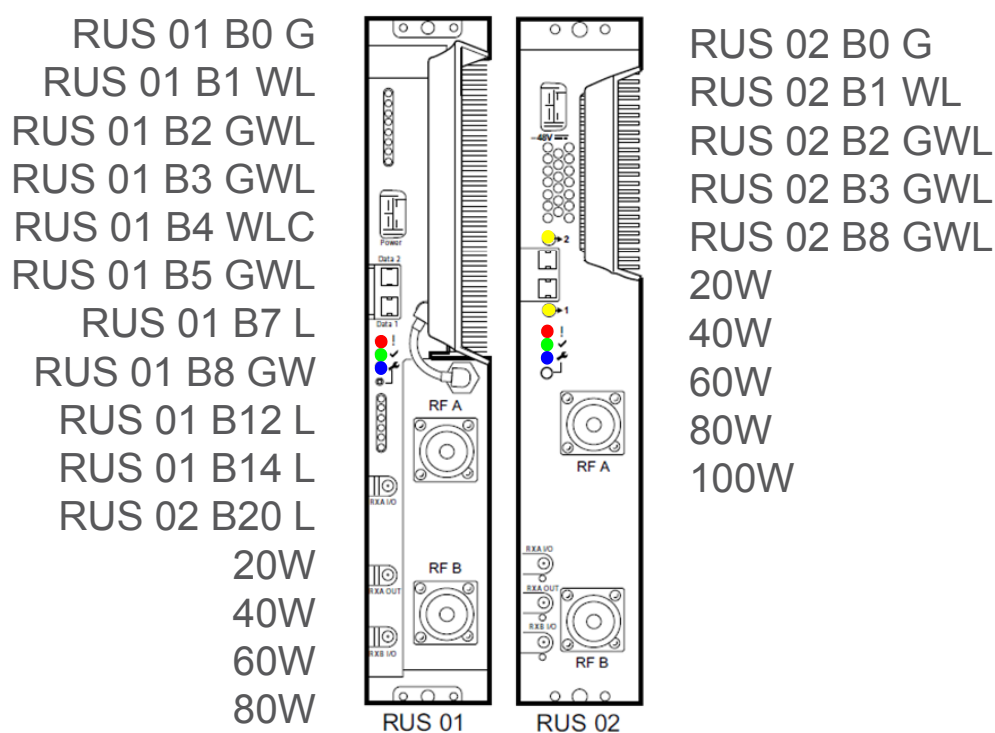 RUS 01 B0 G
RUS 01 B1 WL
RUS 01 B2 GWL
RUS 01 B3 GWL
RUS 01 B4 WLC
RUS 01 B5 GWL
RUS 01 B7 L
RUS 01 B8 GW
RUS 01 B12 L
RUS 01 B14 L
RUS 02 B20 L
20W
40W
60W
80W
Power
Data 2
Data 1
!
RF A
RXA I/O
RF B
RXA OUT
RXB I/O
RUS 01
-48V
2
1
!
RF A
RXA I/O
RXA OUT
RXB I/O
RF B
RUS 02
RUS 02 B0 G
RUS 02 B1 WL
RUS 02 B2 GWL
RUS 02 B3 GWL
RUS 02 B8 GWL
20W
40W
60W
80W
100W